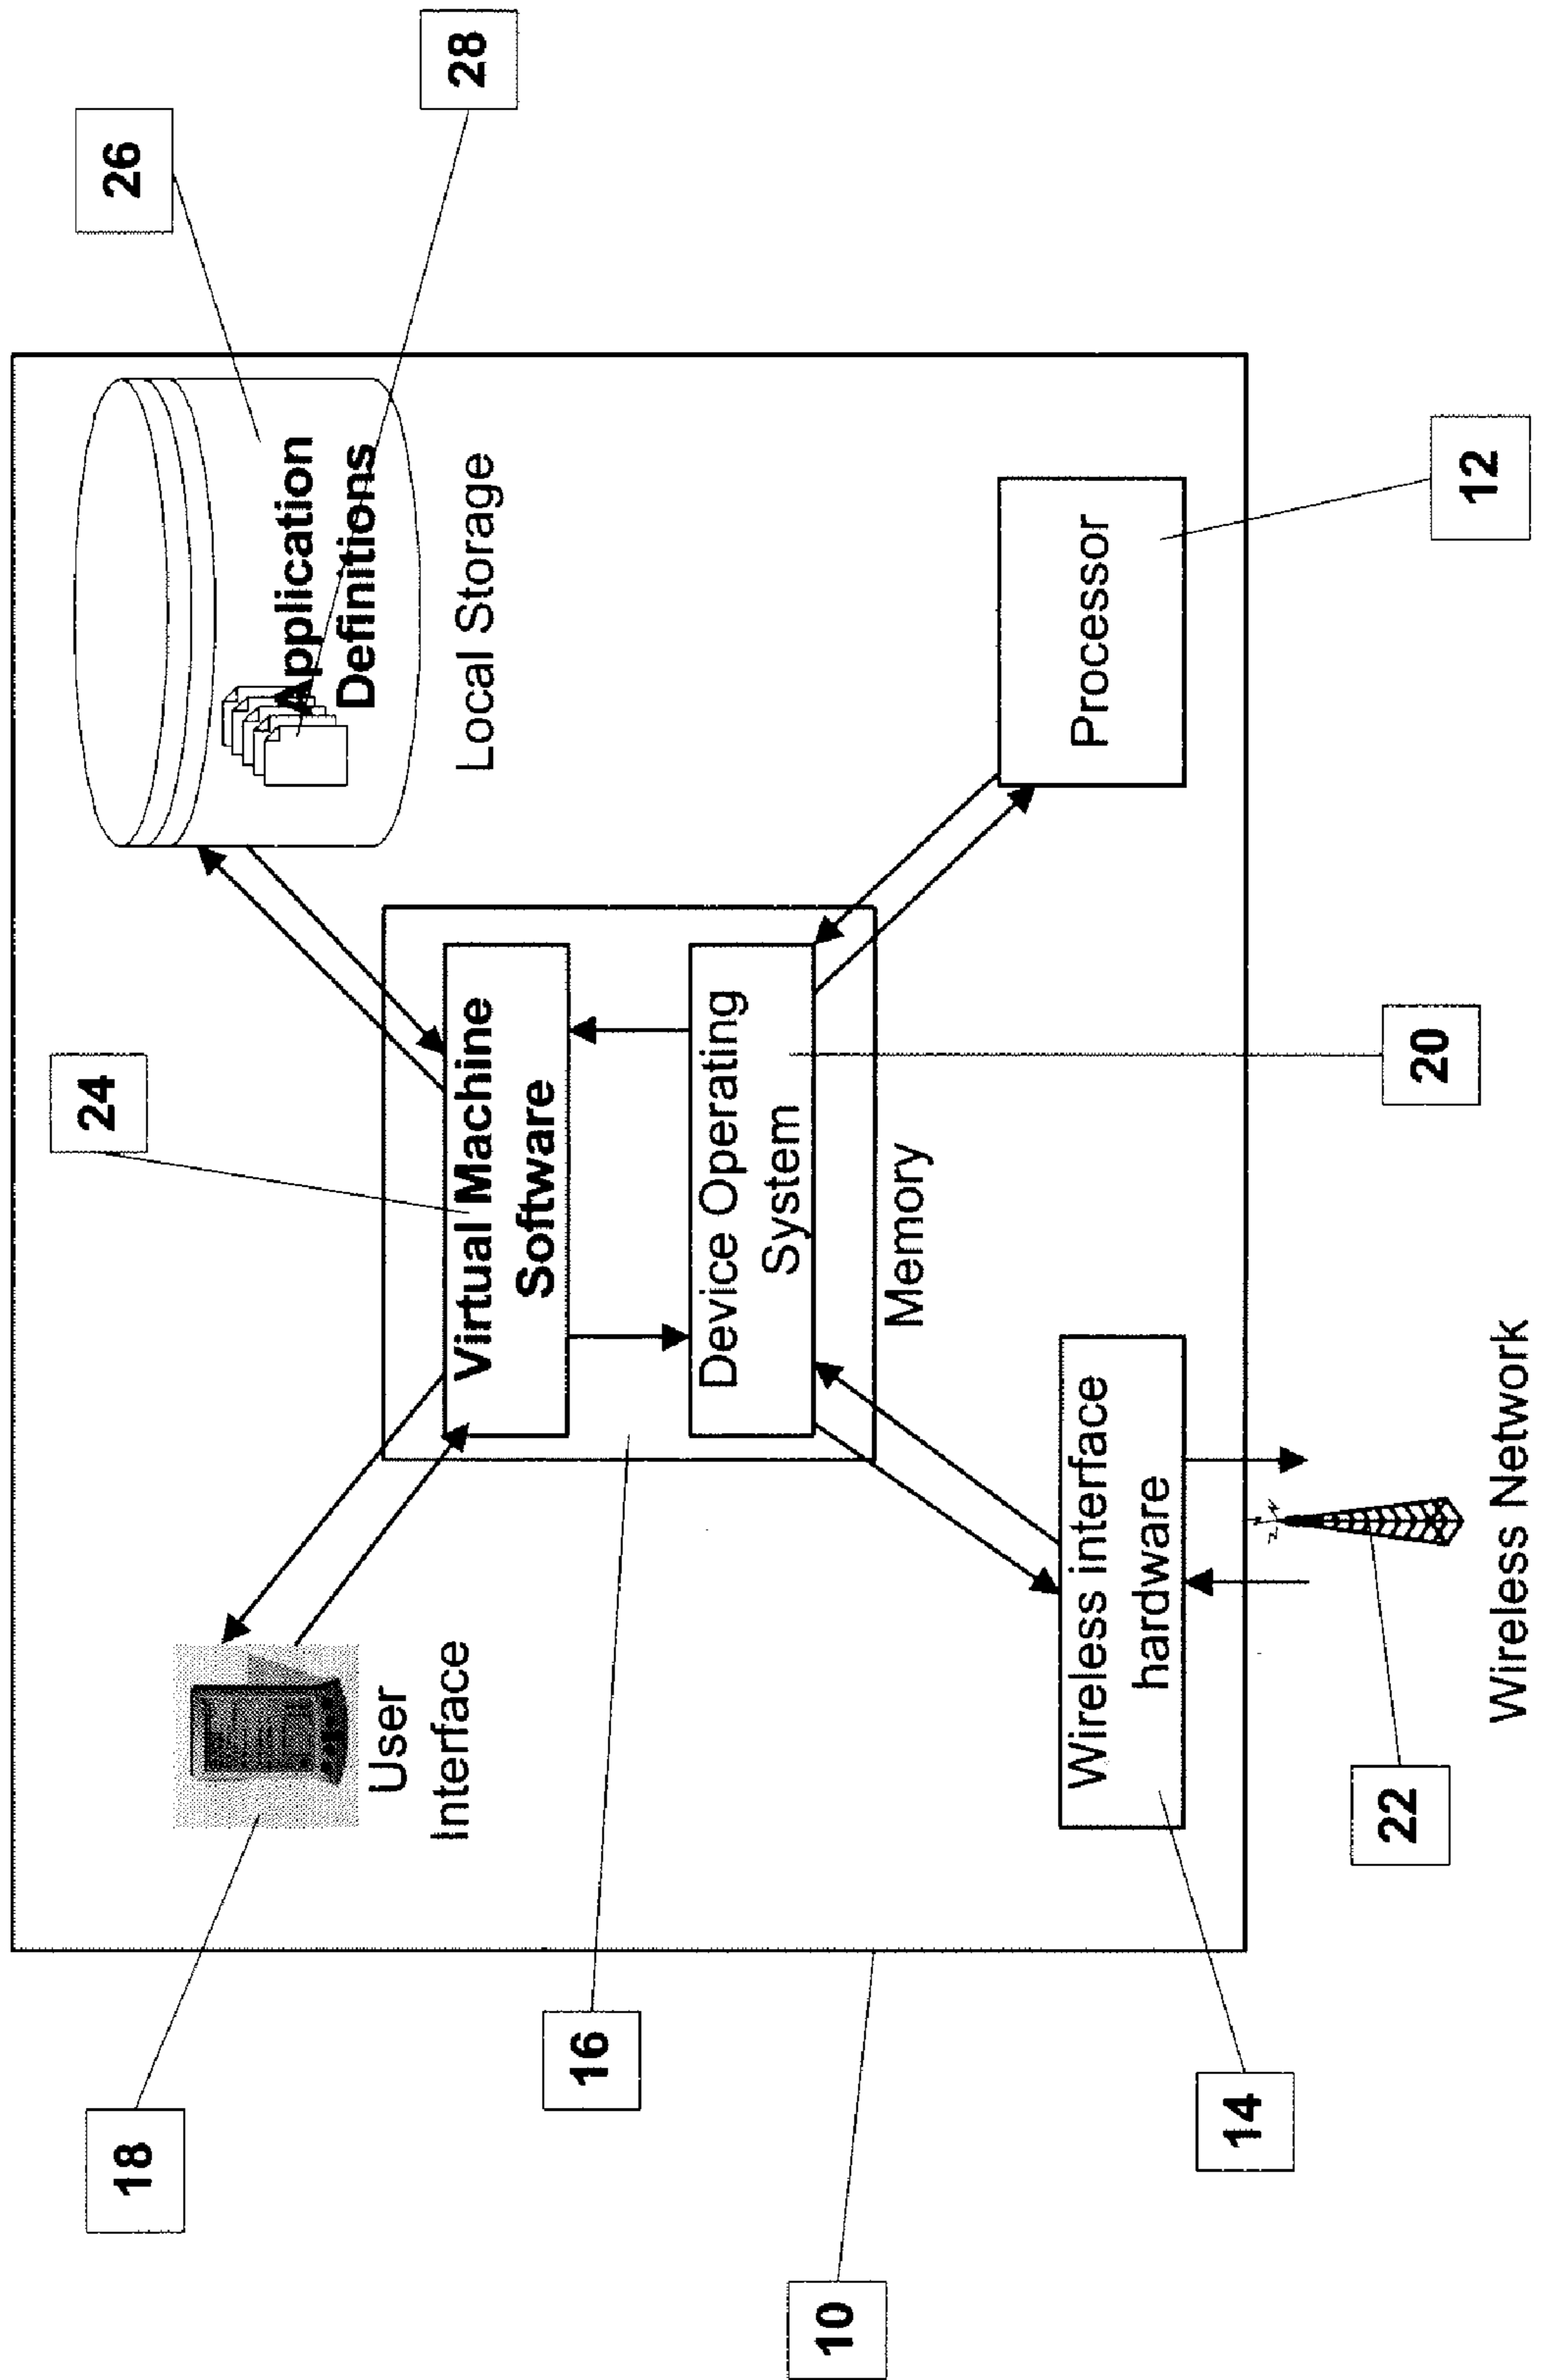 28
26
24
18
Application
Definitions
Local Storage
Virtual Machine
Software
User
Interface
Device Operating
System
Memory
Processor
Wireless interface
hardware
16
10
14
20
12
22
Wireless Network